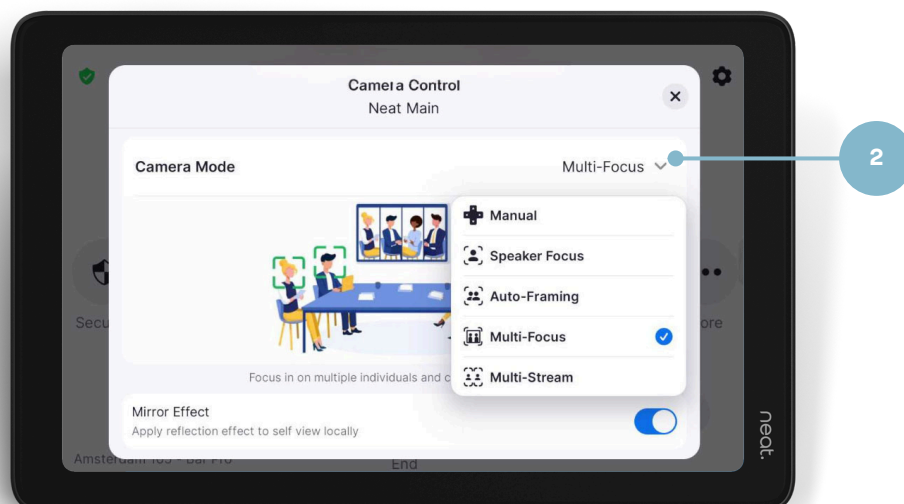 Camera Control
Neat Main
Camera Mode
Multi-Focus
2
Manual
Speaker Focus
Auto-Framing
Multi-Focus
Multi-Stream
Secu
ore
Focus in on multiple individuals and c
Mirror Effect
Apply reflection effect to self view locally
End
neat.